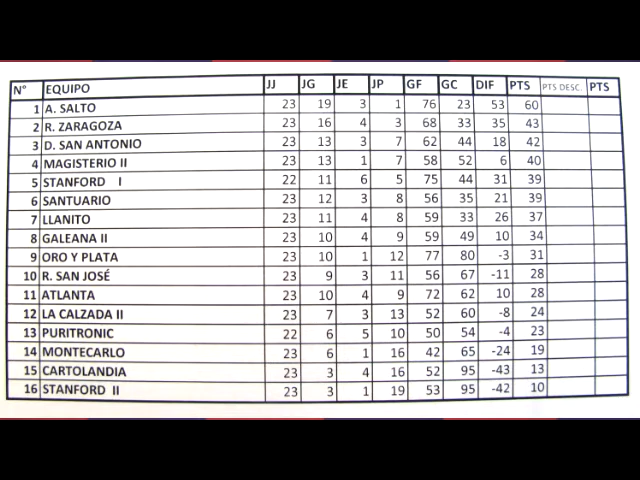 N° EQUIPO JJ JG JE JP GF GC DIF PTS PTS DESC. PTS
1 A. SALTO 23 19 3 1 76 23 53 60
2 R. ZARAGOZA 23 16 4 3 68 33 35 43
3 D. SAN ANTONIO 23 13 3 7 62 44 18 42
4 MAGISTERIO II 23 13 1 7 58 52 6 40
5 STANFORD I 22 11 6 5 75 44 31 39
6 SANTUARIO 23 12 3 8 56 35 21 39
7 LLANITO 23 11 4 8 59 33 26 37
8 GALEANA II 23 10 4 9 59 49 10 34
9 ORO Y PLATA 23 10 1 12 77 80 -3 31
10 R. SAN JOSÉ 23 9 3 11 56 67 -11 28
11 ATLANTA 23 10 4 9 72 62 10 28
12 LA CALZADA II 23 7 3 13 52 60 -8 24
13 PURITRONIC 22 6 5 10 50 54 -4 23
14 MONTECARLO 23 6 1 16 42 65 -24 19
15 CARTOLANDIA 23 3 4 16 52 95 -43 13
16 STANFORD II 23 3 1 19 53 95 -42 10